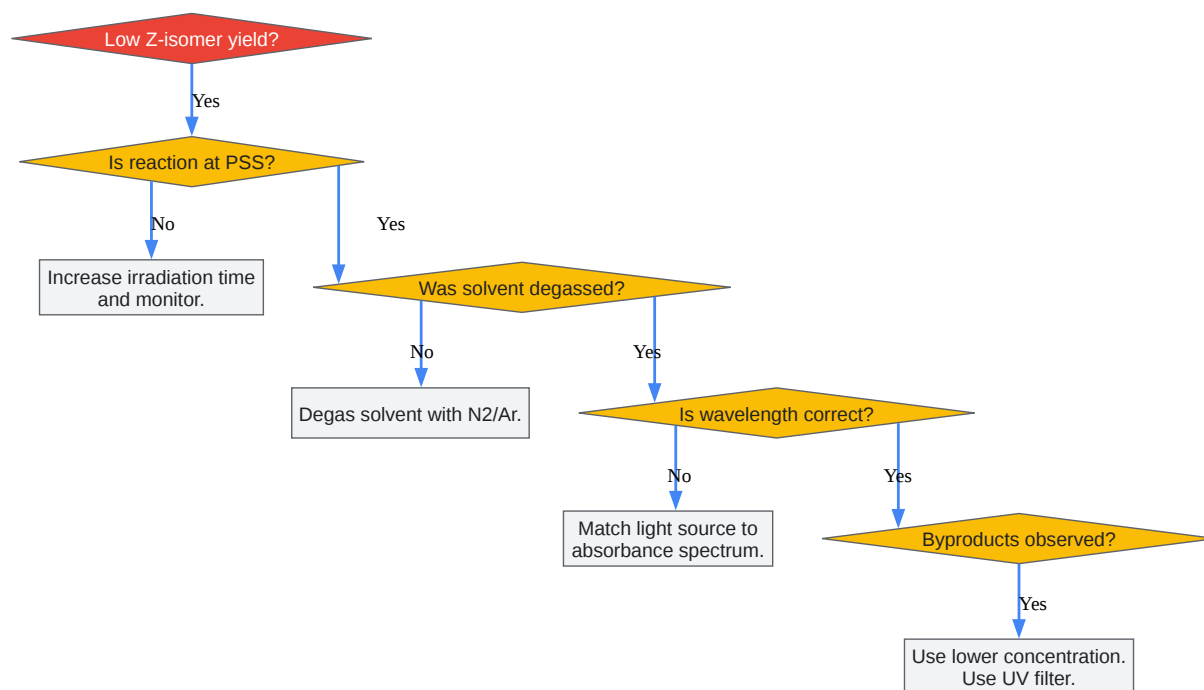 Low Z-isomer yield?
Yes
Is reaction at PSS?
No
Yes
Increase irradiation time
and monitor.
Was solvent degassed?
No
Yes
Degas solvent with N2/Ar.
Is wavelength correct?
No
Yes
Match light source to
absorbance spectrum.
Byproducts observed?
Yes
Use lower concentration.
Use UV filter.